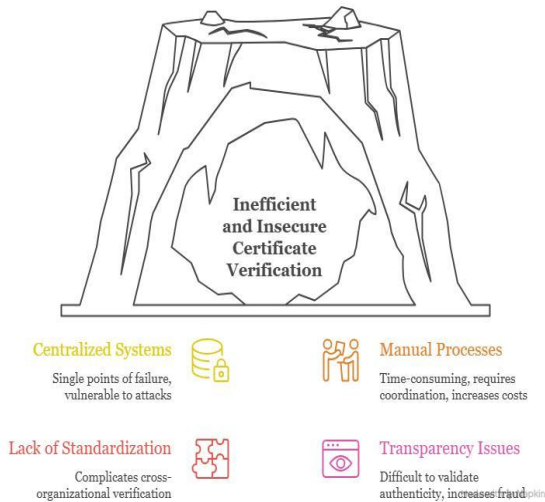 Inefficient
and Insecure
Certificate
Verification
Centralized Systems
Single points of failure,
vulnerable to attacks
Manual Processes
Time-consuming, requires
coordination, increases costs
Lack of Standardization
Complicates cross-
organizational verification
Transparency Issues
Difficult to validate
authenticity, increases fraud